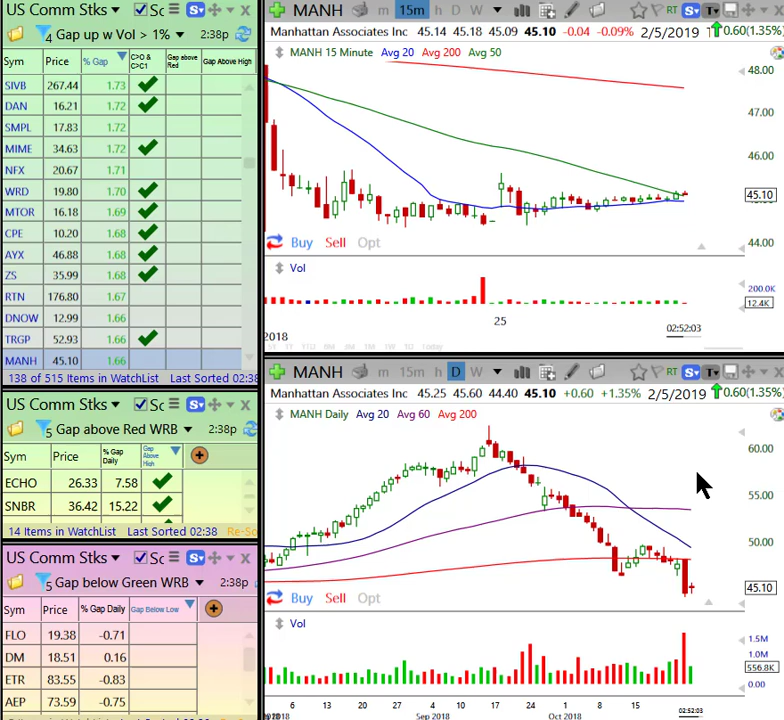 US Comm Stks Sc
Gap up w Vol > 1% 2:38p
Sym Price % Gap C>O & C>C1 Gap above Red Gap Above High
SIVB 267.44 1.73
DAN 16.21 1.72
SMPL 17.83 1.72
MIME 34.63 1.72
NFX 20.67 1.71
WRD 19.80 1.70
MTOR 16.18 1.69
CPE 10.20 1.68
AYX 46.88 1.68
ZS 35.99 1.68
RTN 176.80 1.67
DNOW 12.99 1.66
TRGP 52.93 1.66
MANH 45.10 1.66
138 of 515 Items in WatchList Last Sorted 02:38
US Comm Stks Sc
5 Gap above Red WRB 2:38p
Sym Price % Gap Daily Gap Above High
ECHO 26.33 7.58
SNBR 36.42 15.22
14 Items in WatchList Last Sorted 02:38 Re-So
US Comm Stks Sc
5 Gap below Green WRB 2:38p
Sym Price % Gap Daily Gap Below Low
FLO 19.38 -0.71
DM 18.51 0.16
ETR 83.55 -0.83
AEP 73.59 -0.75
MANH m 15m h D W RT S T
Manhattan Associates Inc 45.14 45.18 45.09 45.10 -0.04 -0.09% 2/5/2019 0.60(1.35%)
MANH 15 Minute Avg 20 Avg 200 Avg 50
48.00
47.00
46.00
45.10
44.00
Buy Sell Opt
Vol
200.0K
12.4K
25
2018 02:52:03
MANH m 15m h D W RT S T
Manhattan Associates Inc 45.25 45.60 44.40 45.10 +0.60 +1.35% 2/5/2019 0.60(1.35%)
MANH Daily Avg 20 Avg 60 Avg 200
60.00
55.00
50.00
45.10
Buy Sell Opt
Vol
1.5M
1.0M
556.8K
0.00
6 13 20 27 6 13 20 1 8 15 02:52:03
2018 Sep 2018 Oct 2018